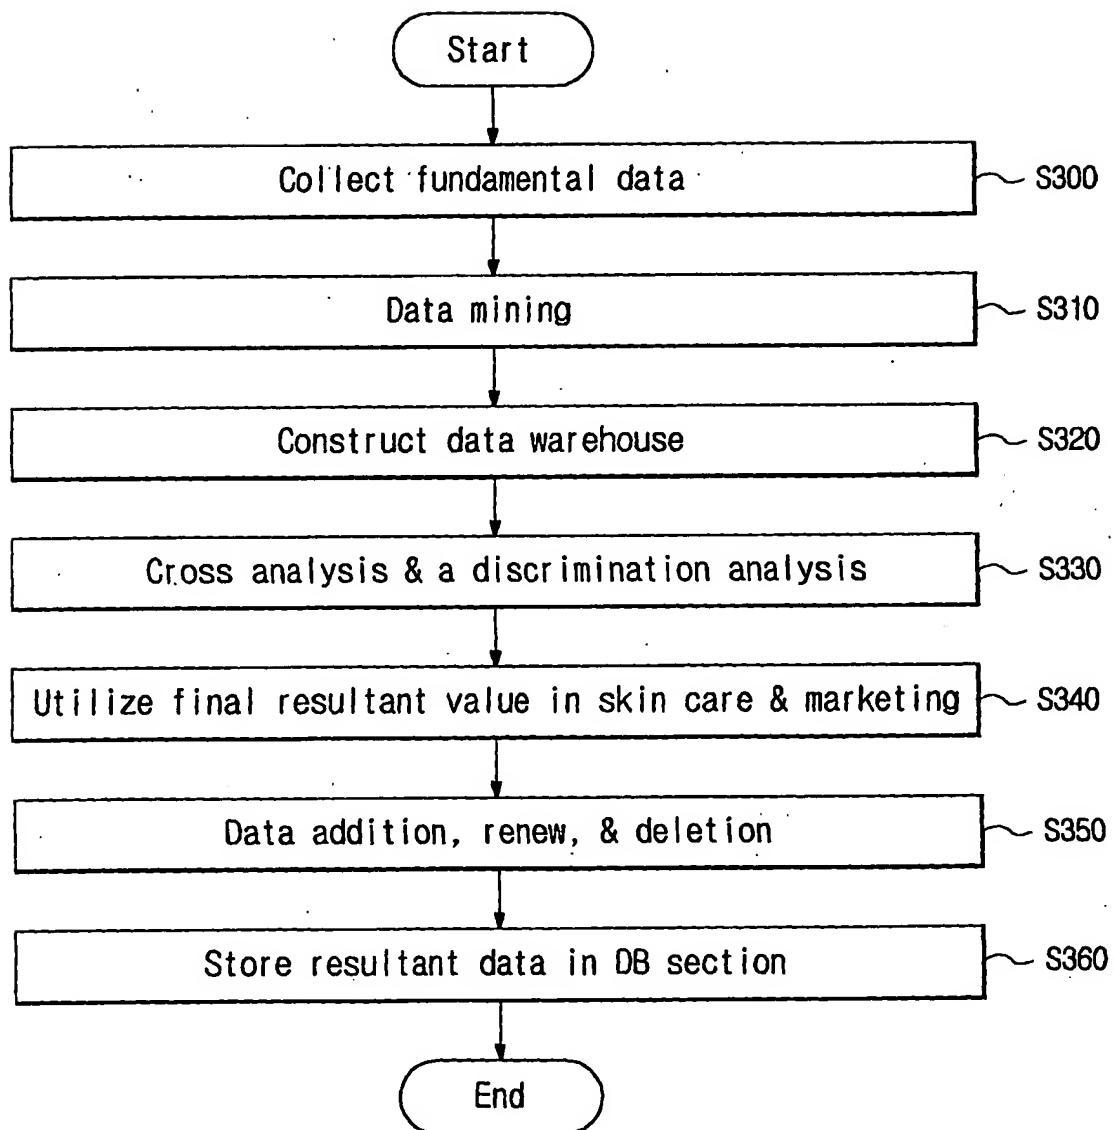 Start
Collect fundamental data S300
Data mining S310
Construct data warehouse S320
Cross analysis & a discrimination analysis S330
Utilize final resultant value in skin care & marketing S340
Data addition, renew, & deletion S350
Store resultant data in DB section S360
End